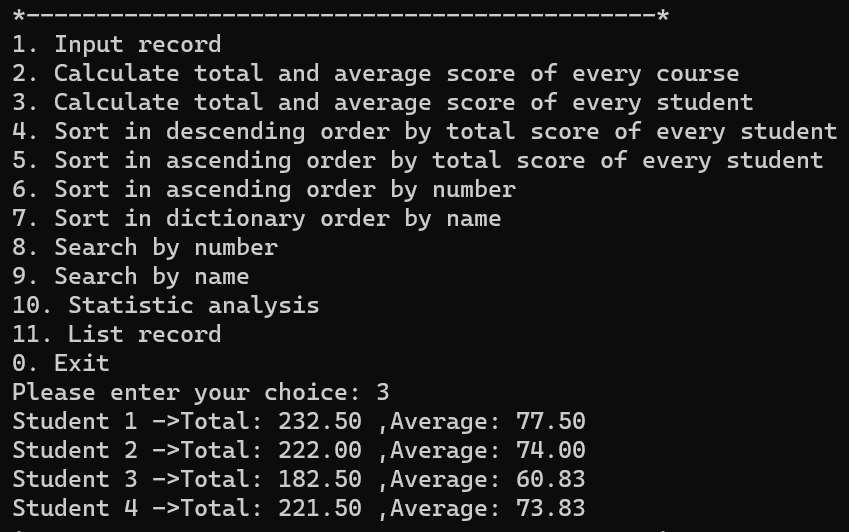 *---------------------------------------------*
1. Input record
2. Calculate total and average score of every course
3. Calculate total and average score of every student
4. Sort in descending order by total score of every student
5. Sort in ascending order by total score of every student
6. Sort in ascending order by number
7. Sort in dictionary order by name
8. Search by number
9. Search by name
10. Statistic analysis
11. List record
0. Exit
Please enter your choice: 3
Student 1 ->Total: 232.50 ,Average: 77.50
Student 2 ->Total: 222.00 ,Average: 74.00
Student 3 ->Total: 182.50 ,Average: 60.83
Student 4 ->Total: 221.50 ,Average: 73.83